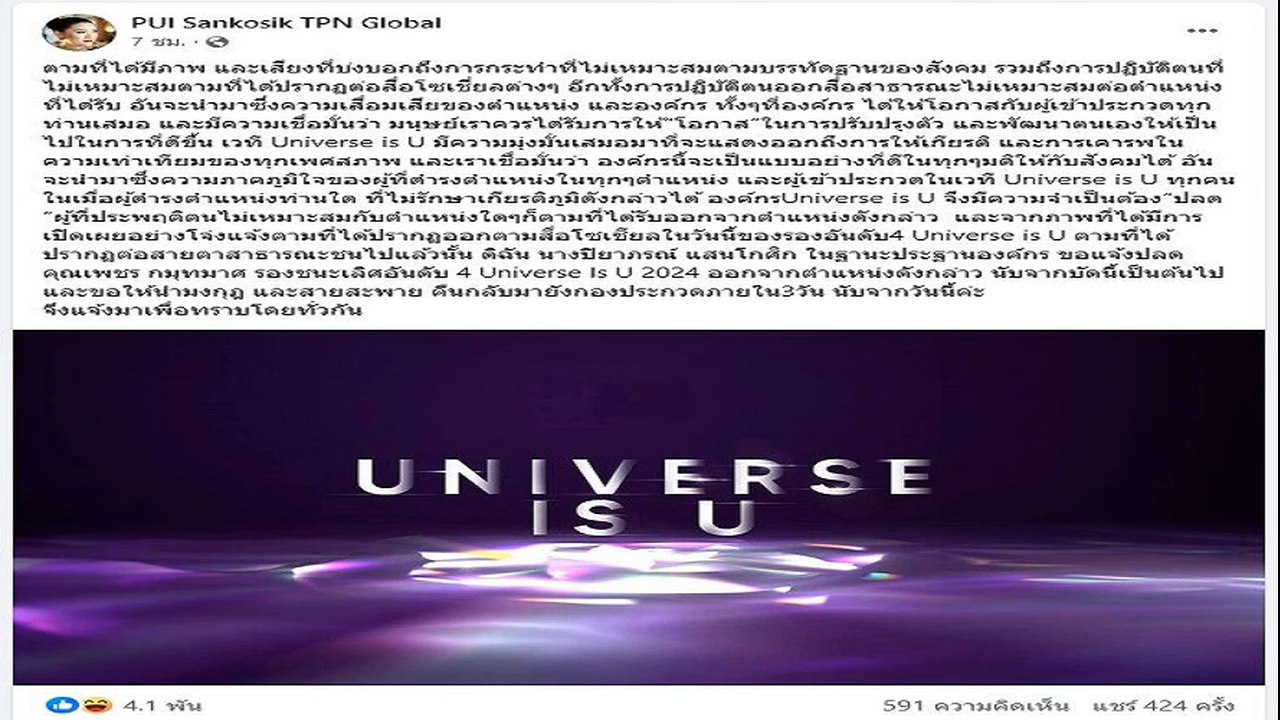 PUI Sankosik TPN Global
7 ชม. ·
ตามที่ได้มีภาพ และเสียงที่บ่งบอกถึงการกระทำที่ไม่เหมาะสมตามบรรทัดฐานของสังคม รวมถึงการปฏิบัติตนที่
ไม่เหมาะสมตามที่ได้ปรากฏต่อสื่อโซเชี่ยลต่างๆ อีกทั้งการปฏิบัติตนออกสื่อสาธารณะไม่เหมาะสมต่อตำแหน่ง
ที่ได้รับ อันจะนำมาซึ่งความเสื่อมเสียของตำแหน่ง และองค์กร ทั้งๆที่องค์กร ได้ให้โอกาสกับผู้เข้าประกวดทุก
ท่านเสมอ และมีความเชื่อมั่นว่า มนุษย์เราควรได้รับการให้"โอกาส"ในการปรับปรุงตัว และพัฒนาตนเองให้เป็น
ไปในการที่ดีขึ้น เวที Universe is U มีความมุ่งมั่นเสมอมาที่จะแสดงออกถึงการให้เกียรติ และการเคารพใน
ความเท่าเทียมของทุกเพศสภาพ และเราเชื่อมั่นว่า องค์กรนี้จะเป็นแบบอย่างที่ดีในทุกๆมติให้กับสังคมได้ อัน
จะนำมาซึ่งความภาคภูมิใจของผู้ที่ดำรงตำแหน่งในทุกๆตำแหน่ง และผู้เข้าประกวดในเวที Universe is U ทุกคน
ในเมื่อผู้ดำรงตำแหน่งท่านใด ที่ไม่รักษาเกียรติภูมิดังกล่าวได้ องค์กรUniverse is U จึงมีความจำเป็นต้อง"ปลด
"ผู้ที่ประพฤติตนไม่เหมาะสมกับตำแหน่งใดๆก็ตามที่ได้รับออกจากตำแหน่งดังกล่าว และจากภาพที่ได้มีการ
เปิดเผยอย่างโจ่งแจ้งตามที่ได้ปรากฏออกตามสื่อโซเชียลในวันนี้ของรองอันดับ4 Universe is U ตามที่ได้
ปรากฏต่อสายตาสาธารณะชนไปแล้วนั้น ดิฉัน นางปิยาภรณ์ แสนโกศิก ในฐานะประธานองค์กร ขอแจ้งปลด
คุณเพชร กมุทมาศ รองชนะเลิศอันดับ 4 Universe Is U 2024 ออกจากตำแหน่งดังกล่าว นับจากบัดนี้เป็นต้นไป
และขอให้นำมงกุฎ และสายสะพาย คืนกลับมายังกองประกวดภายใน3วัน นับจากวันนี้ค่ะ
จึงแจ้งมาเพื่อทราบโดยทั่วกัน
UNIVERSE
IS U
4.1 พัน
591 ความคิดเห็น แชร์ 424 ครั้ง